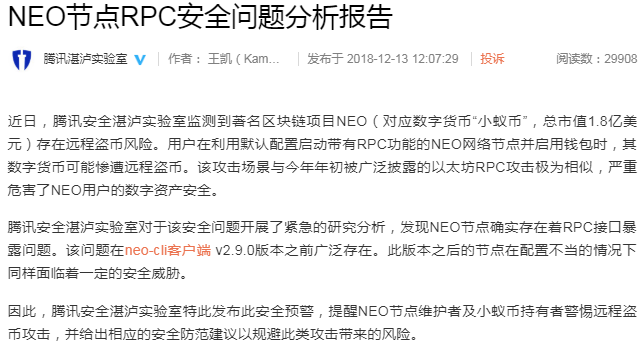 NEO节点RPC安全问题分析报告
腾讯湛泸实验室 作者： 王凯（Kam... 发布于 2018-12-13 12:07:29 投诉 阅读数：29908
近日，腾讯安全湛泸实验室监测到著名区块链项目NEO（对应数字货币“小蚁币”，总市值1.8亿美
元）存在远程盗币风险。用户在利用默认配置启动带有RPC功能的NEO网络节点并启用钱包时，其
数字货币可能惨遭远程盗币。该攻击场景与今年年初被广泛披露的以太坊RPC攻击极为相似，严重
危害了NEO用户的数字资产安全。
腾讯安全湛泸实验室对于该安全问题开展了紧急的研究分析，发现NEO节点确实存在着RPC接口暴
露问题。该问题在neo-cli客户端 v2.9.0版本之前广泛存在。此版本之后的节点在配置不当的情况下
同样面临着一定的安全威胁。
因此，腾讯安全湛泸实验室特此发布此安全预警，提醒NEO节点维护者及小蚁币持有者警惕远程盗
币攻击，并给出相应的安全防范建议以规避此类攻击带来的风险。